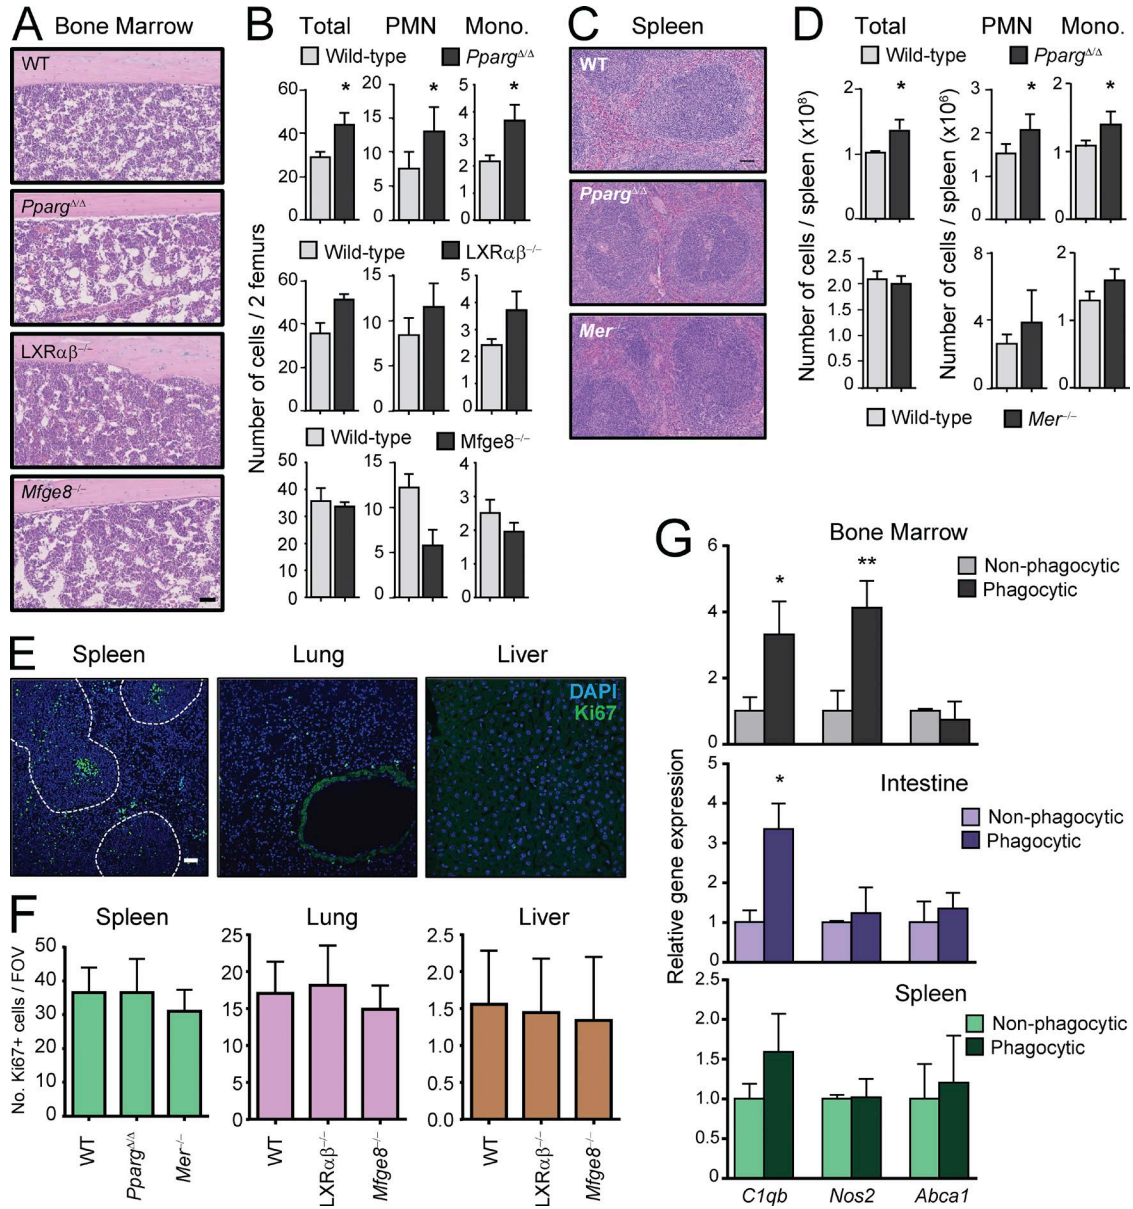 A Bone Marrow
WT
Pparg^Δ/Δ
LXRαβ^−/−
Mfge8^−/−
B Total PMN Mono.
Wild-type Pparg^Δ/Δ
60 40 20 0
20 15 10 5 0
5 4 3 2 1 0
* * *
Number of cells / 2 femurs
Wild-type LXRαβ^−/−
60 40 20 0
15 10 5 0
5 4 3 2 1 0
Wild-type Mfge8^−/−
50 40 30 20 10 0
15 10 5 0
4 3 2 1 0
C Spleen
WT
Pparg^Δ/Δ
Mer^−/−
D Total PMN Mono.
Wild-type Pparg^Δ/Δ
Number of cells / spleen (x10^8)
2 1 0
*
Number of cells / spleen (x10^6)
3 2 1 0
*
2 1 0
*
2.5 2.0 1.5 1.0 0.5 0
8 4 0
2 1 0
Wild-type Mer^−/−
E Spleen Lung Liver
DAPI
Ki67
F Spleen Lung Liver
No. Ki67+ cells / FOV
50 40 30 20 10 0
WT Pparg^Δ/Δ Mer^−/−
25 20 15 10 5 0
WT LXRαβ^−/− Mfge8^−/−
2.5 2.0 1.5 1.0 0.5 0
WT LXRαβ^−/− Mfge8^−/−
G Bone Marrow
Non-phagocytic
Phagocytic
6 4 2 0
* **
Relative gene expression
Intestine
Non-phagocytic
Phagocytic
5 4 3 2 1 0
*
Spleen
Non-phagocytic
Phagocytic
2.5 2.0 1.5 1.0 0.5 0
C1qb Nos2 Abca1